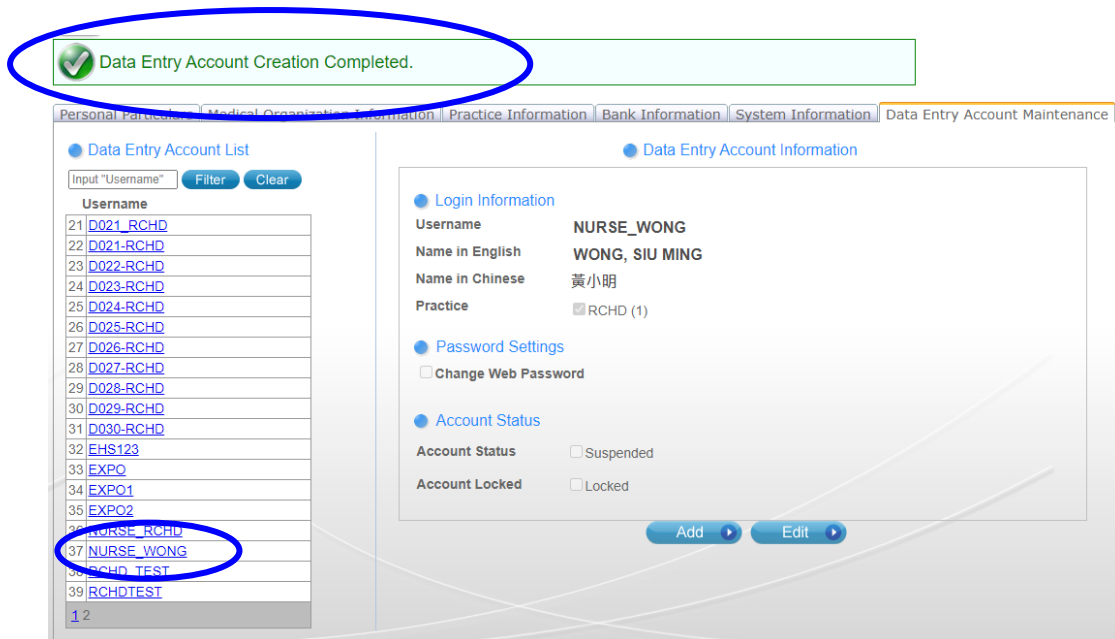 Data Entry Account Creation Completed.
Personal Particulars Medical Organization Information Practice Information Bank Information System Information Data Entry Account Maintenance
Data Entry Account List
Input "Username" Filter Clear
Username
21 D021_RCHD
22 D021-RCHD
23 D022-RCHD
24 D023-RCHD
25 D024-RCHD
26 D025-RCHD
27 D026-RCHD
28 D027-RCHD
29 D028-RCHD
30 D029-RCHD
31 D030-RCHD
32 EHS123
33 EXPO
34 EXPO1
35 EXPO2
36 NURSE_RCHD
37 NURSE_WONG
38 RCHD_TEST
39 RCHDTEST
1 2
Data Entry Account Information
Login Information
Username NURSE_WONG
Name in English WONG, SIU MING
Name in Chinese 黃小明
Practice RCHD (1)
Password Settings
Change Web Password
Account Status
Account Status Suspended
Account Locked Locked
Add Edit